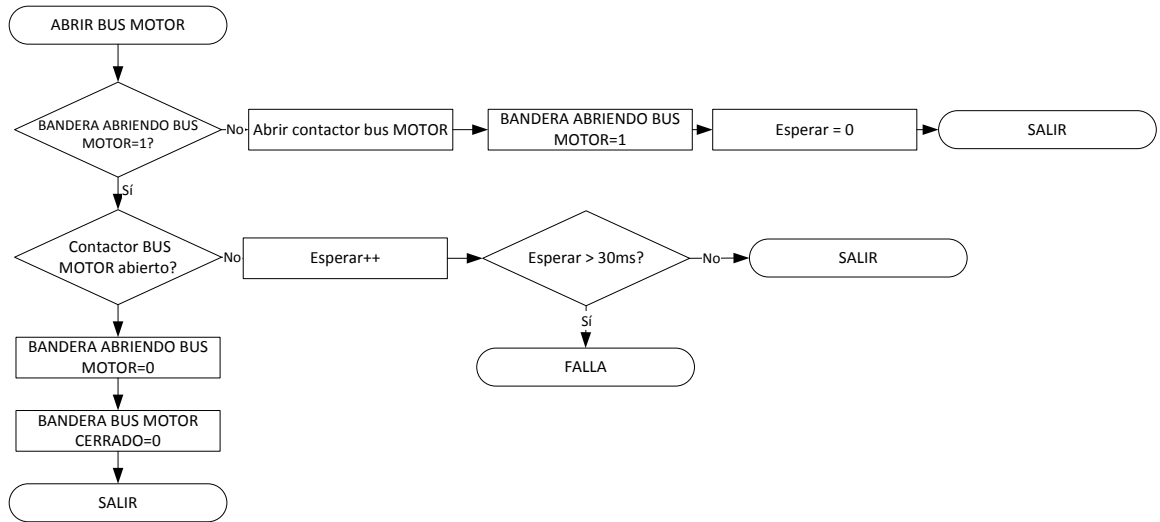 ABRIR BUS MOTOR
BANDERA ABRIENDO BUS
MOTOR=1?
No
Abrir contactor bus MOTOR
BANDERA ABRIENDO BUS
MOTOR=1
Esperar = 0
SALIR
Sí
Contactor BUS
MOTOR abierto?
No
Esperar++
Esperar > 30ms?
No
SALIR
Sí
FALLA
BANDERA ABRIENDO BUS
MOTOR=0
BANDERA BUS MOTOR
CERRADO=0
SALIR